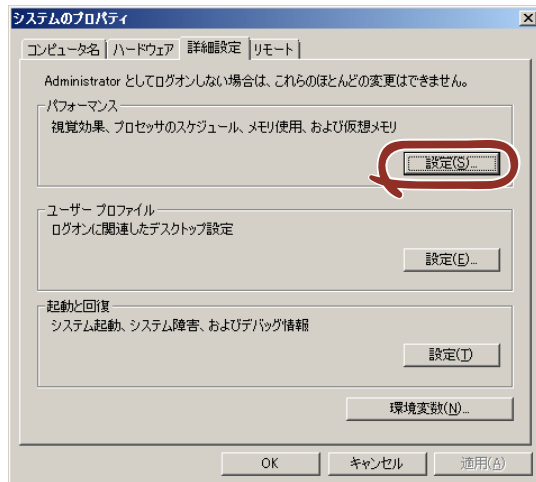 システムのプロパティ
コンピュータ名 ハードウェア 詳細設定 リモート
Administrator としてログオンしない場合は、これらのほとんどの変更はできません。
パフォーマンス
視覚効果、プロセッサのスケジュール、メモリ使用、および仮想メモリ
設定(S)...
ユーザー プロファイル
ログオンに関連したデスクトップ設定
設定(E)...
起動と回復
システム起動、システム障害、およびデバッグ情報
設定(T)
環境変数(N)...
OK キャンセル 適用(A)